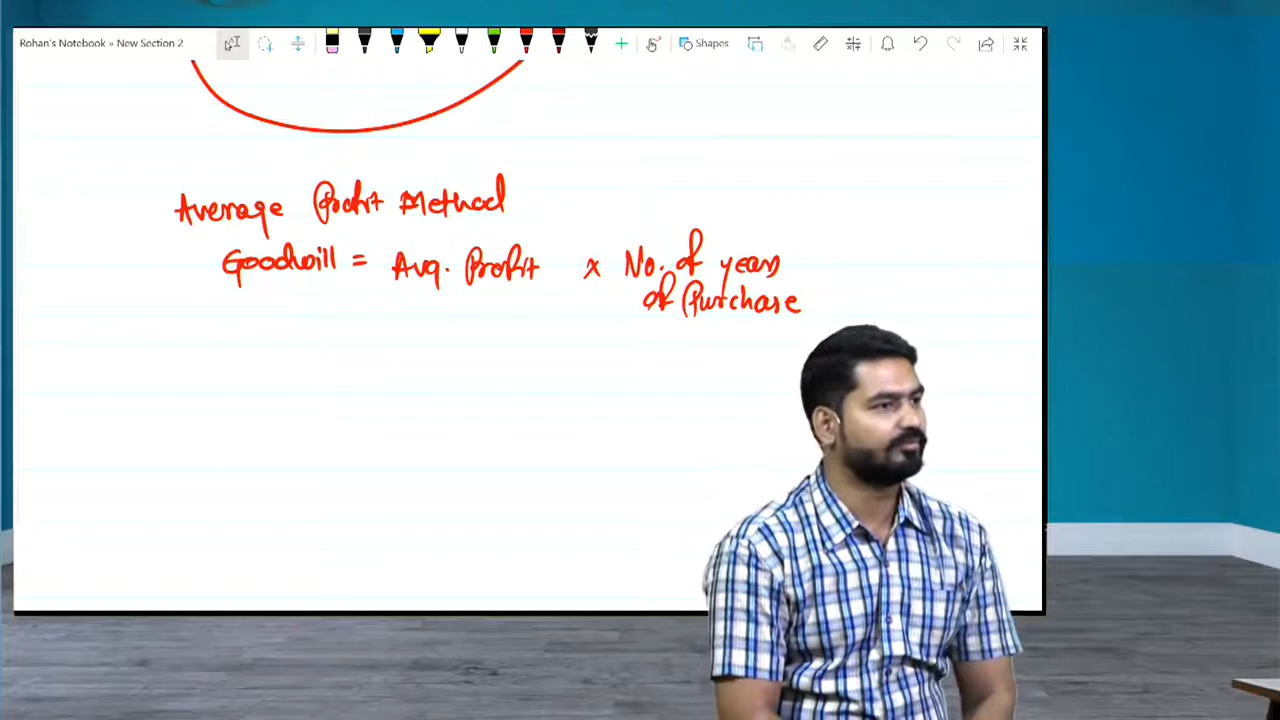 Rohan's Notebook » New Section 2
Shapes
Average Profit Method
Goodwill = Avg. Profit × No. of years
of Purchase